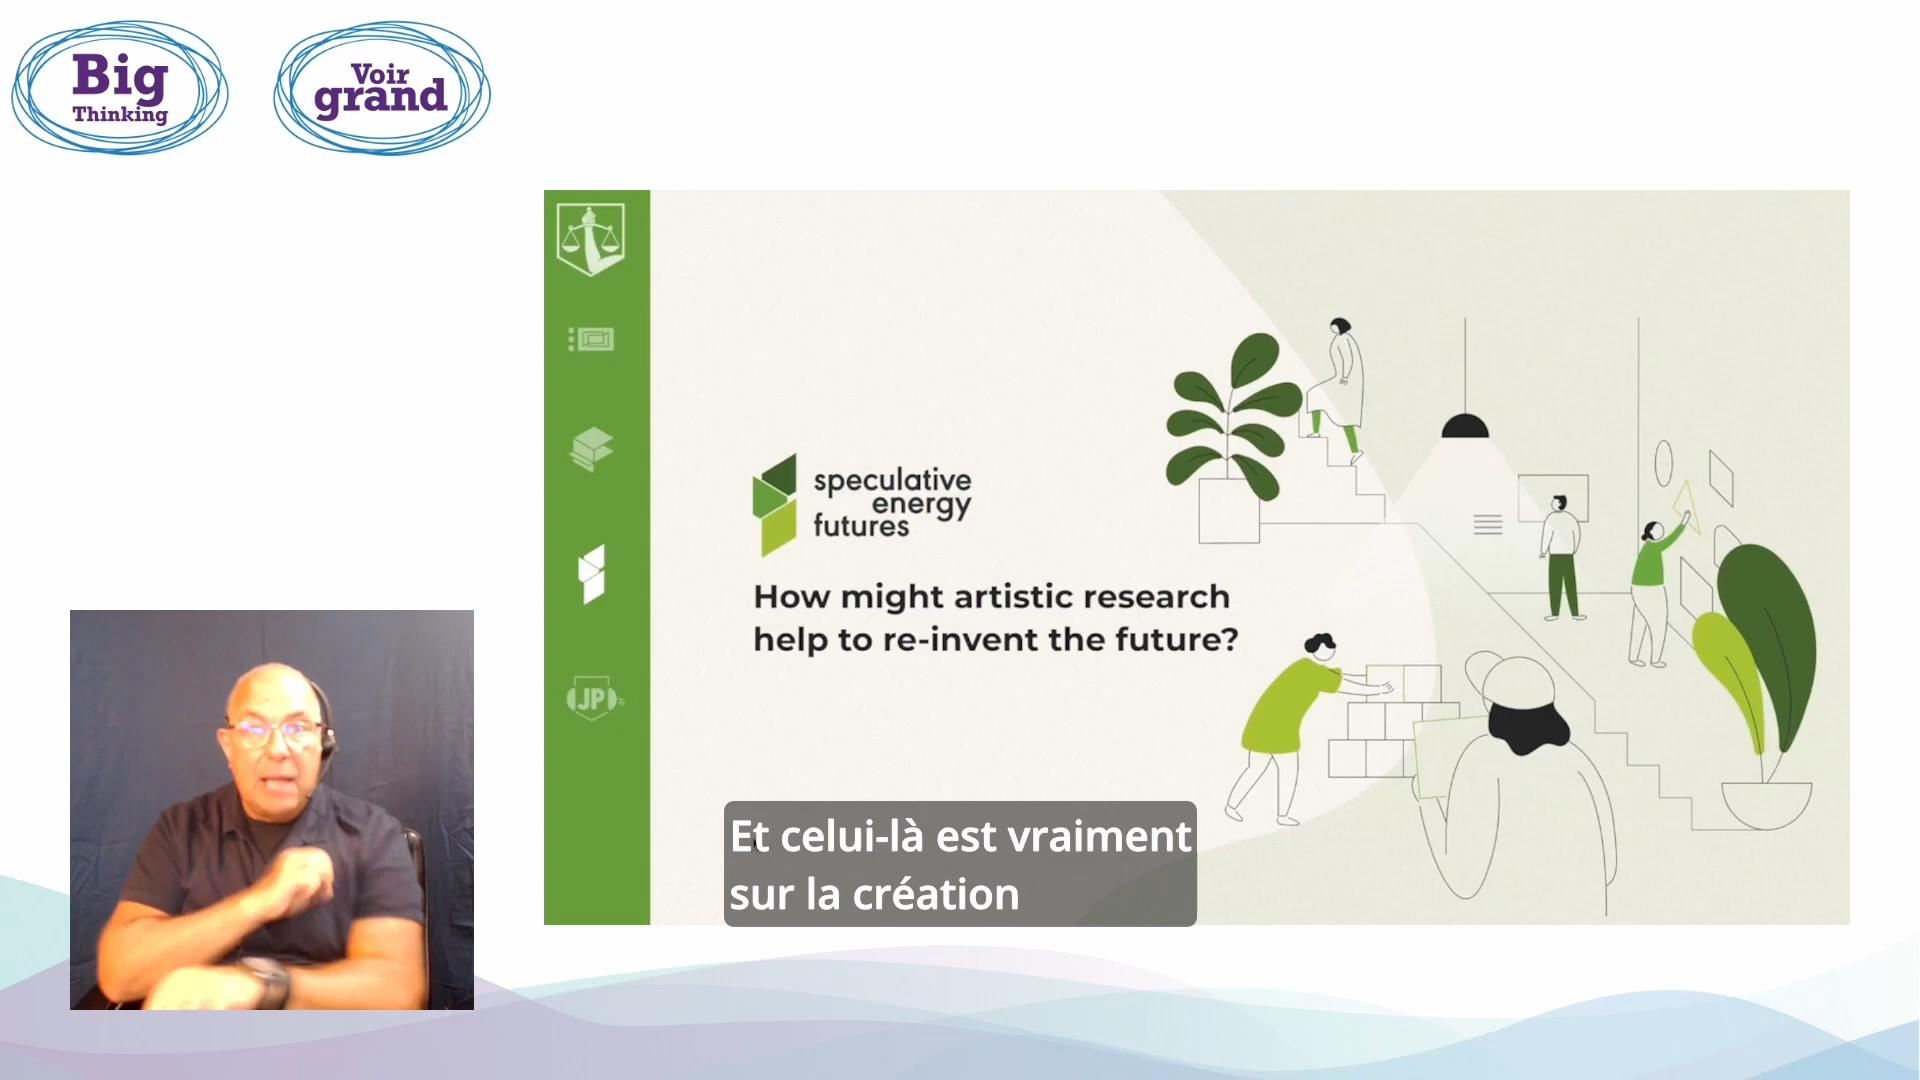 Big
Thinking
Voir
grand
speculative
energy
futures
How might artistic research
help to re-invent the future?
JP
Et celui-là est vraiment
sur la création